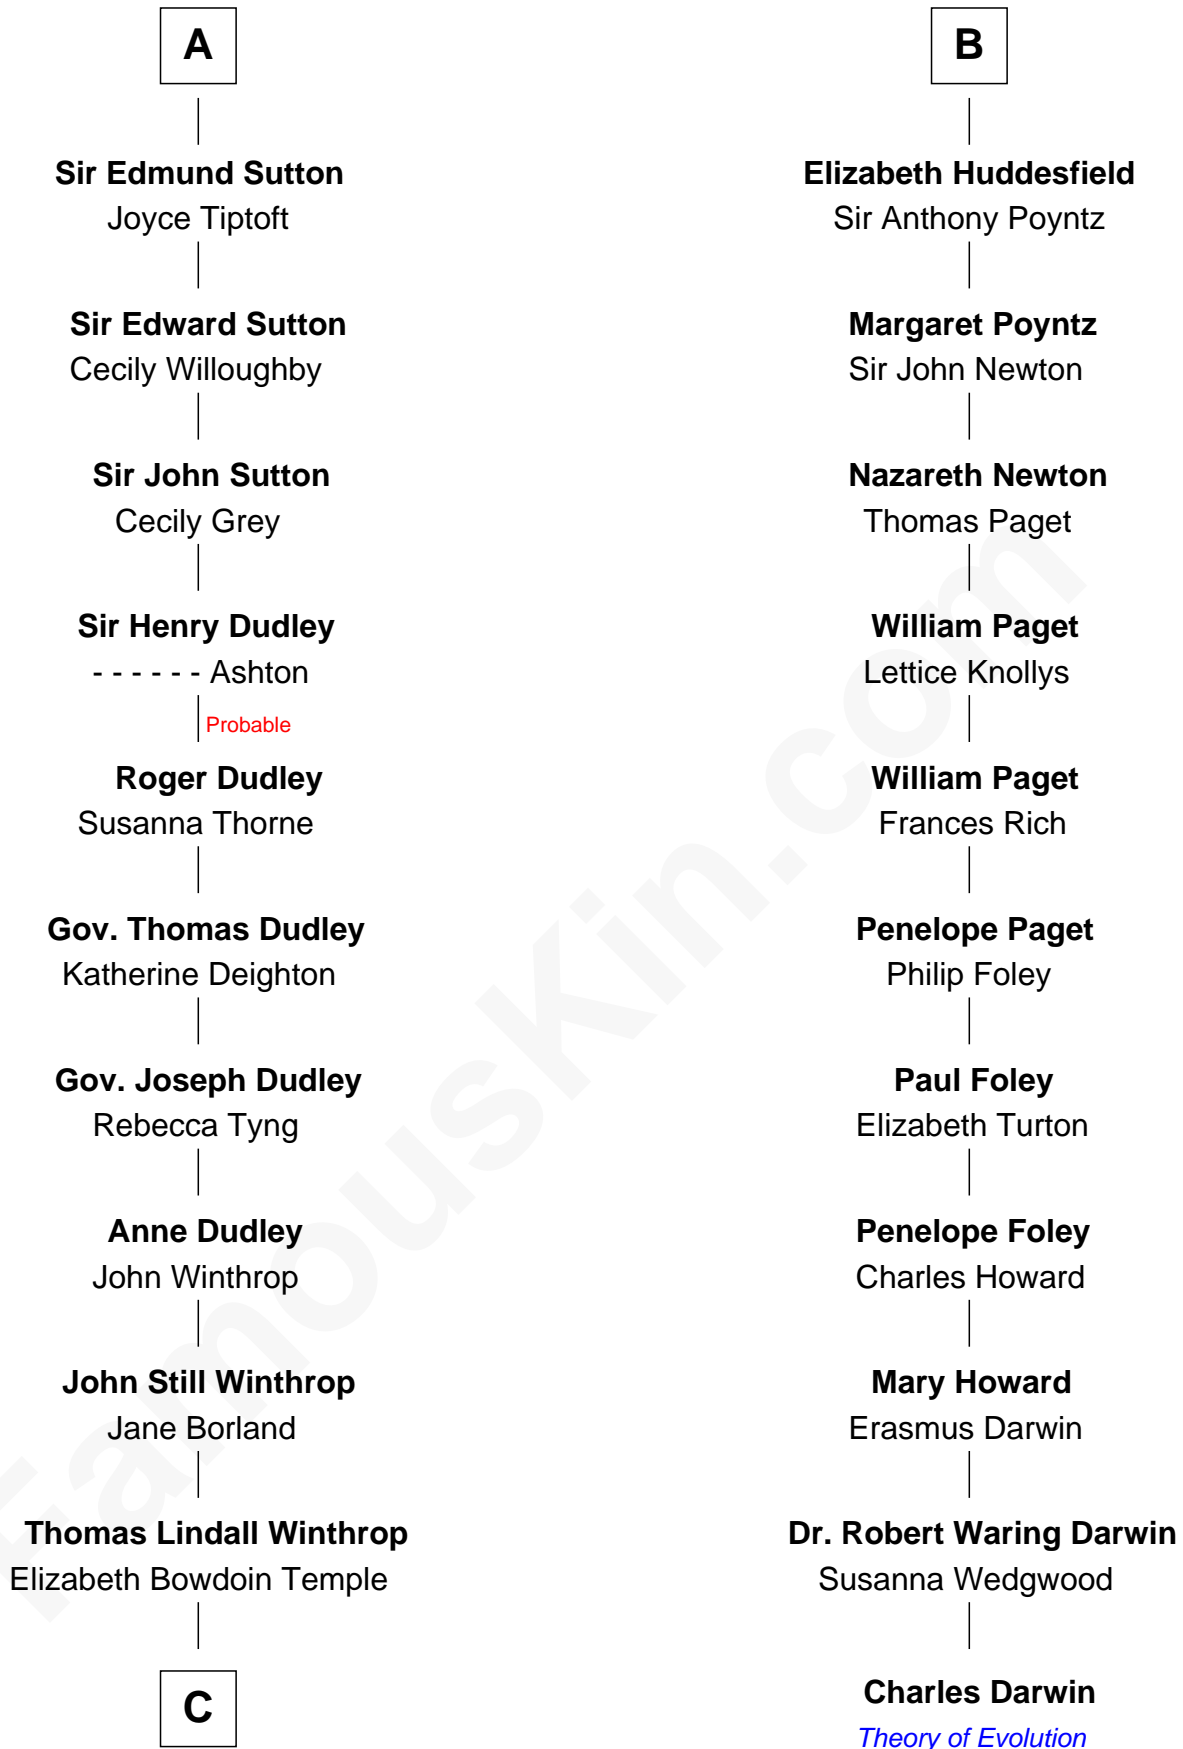 A
Sir Edmund Sutton
Joyce Tiptoft
Sir Edward Sutton
Cecily Willoughby
Sir John Sutton
Cecily Grey
Sir Henry Dudley
- - - - - - Ashton
Probable
Roger Dudley
Susanna Thorne
Gov. Thomas Dudley
Katherine Deighton
Gov. Joseph Dudley
Rebecca Tyng
Anne Dudley
John Winthrop
John Still Winthrop
Jane Borland
Thomas Lindall Winthrop
Elizabeth Bowdoin Temple
C
B
Elizabeth Huddesfield
Sir Anthony Poyntz
Margaret Poyntz
Sir John Newton
Nazareth Newton
Thomas Paget
William Paget
Lettice Knollys
William Paget
Frances Rich
Penelope Paget
Philip Foley
Paul Foley
Elizabeth Turton
Penelope Foley
Charles Howard
Mary Howard
Erasmus Darwin
Dr. Robert Waring Darwin
Susanna Wedgwood
Charles Darwin
Theory of Evolution
FamousKin.com